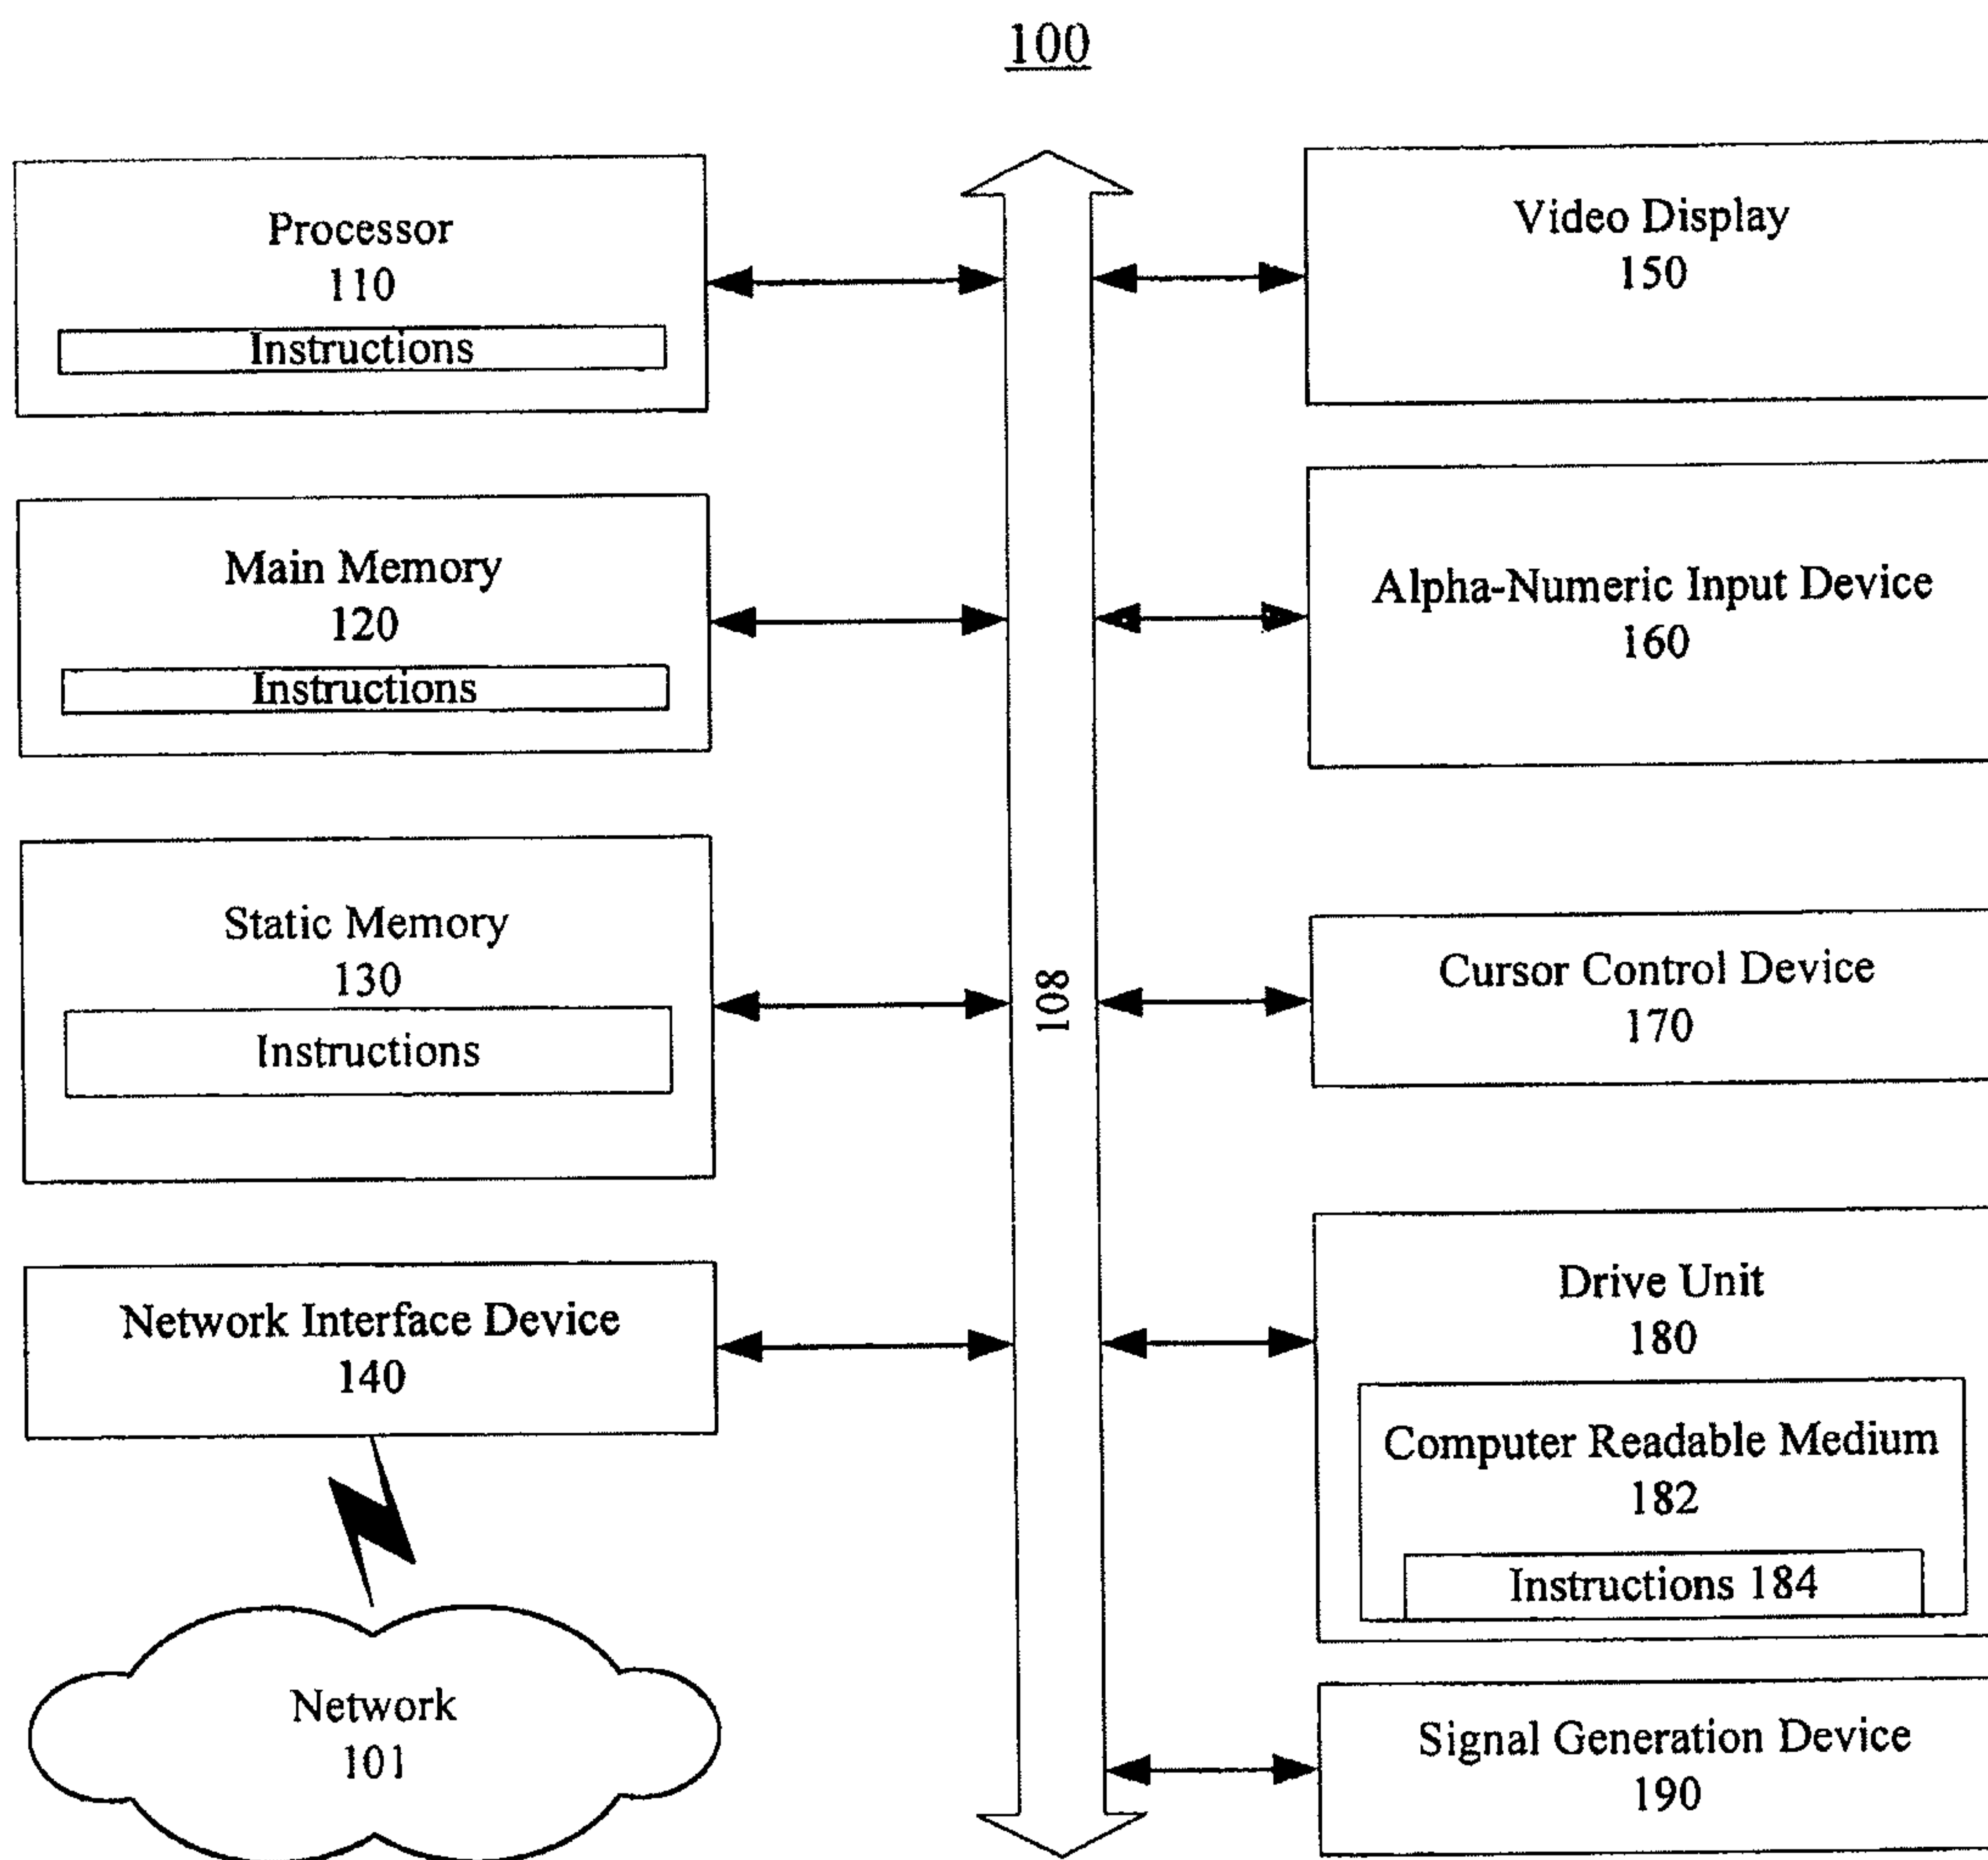 100
Processor
110
Instructions
Main Memory
120
Instructions
Static Memory
130
Instructions
Network Interface Device
140
Network
101
108
Video Display
150
Alpha-Numeric Input Device
160
Cursor Control Device
170
Drive Unit
180
Computer Readable Medium
182
Instructions 184
Signal Generation Device
190